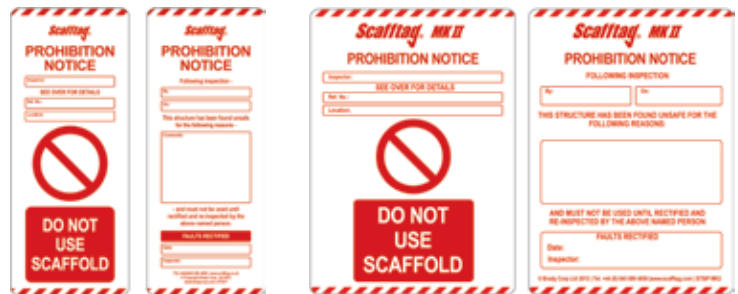 Scafftag.
PROHIBITION
NOTICE
Inspector:
SEE OVER FOR DETAILS
Ref. No.:
Location:
DO NOT
USE
SCAFFOLD
Scafftag.
PROHIBITION
NOTICE
Following inspection -
By:
On:
This structure has been found unsafe
for the following reasons -
Comments:
- and must not be used until
rectified and re-inspected by the
above named person.
FAULTS RECTIFIED
Date:
Inspector:
Scafftag. MK II
PROHIBITION NOTICE
Inspector:
SEE OVER FOR DETAILS
Ref. No.:
Location:
DO NOT
USE
SCAFFOLD
Scafftag. MK II
PROHIBITION NOTICE
FOLLOWING INSPECTION
By:
On:
THIS STRUCTURE HAS BEEN FOUND UNSAFE FOR THE
FOLLOWING REASONS:
AND MUST NOT BE USED UNTIL RECTIFIED AND
RE-INSPECTED BY THE ABOVE NAMED PERSON
FAULTS RECTIFIED
Date:
Inspector: